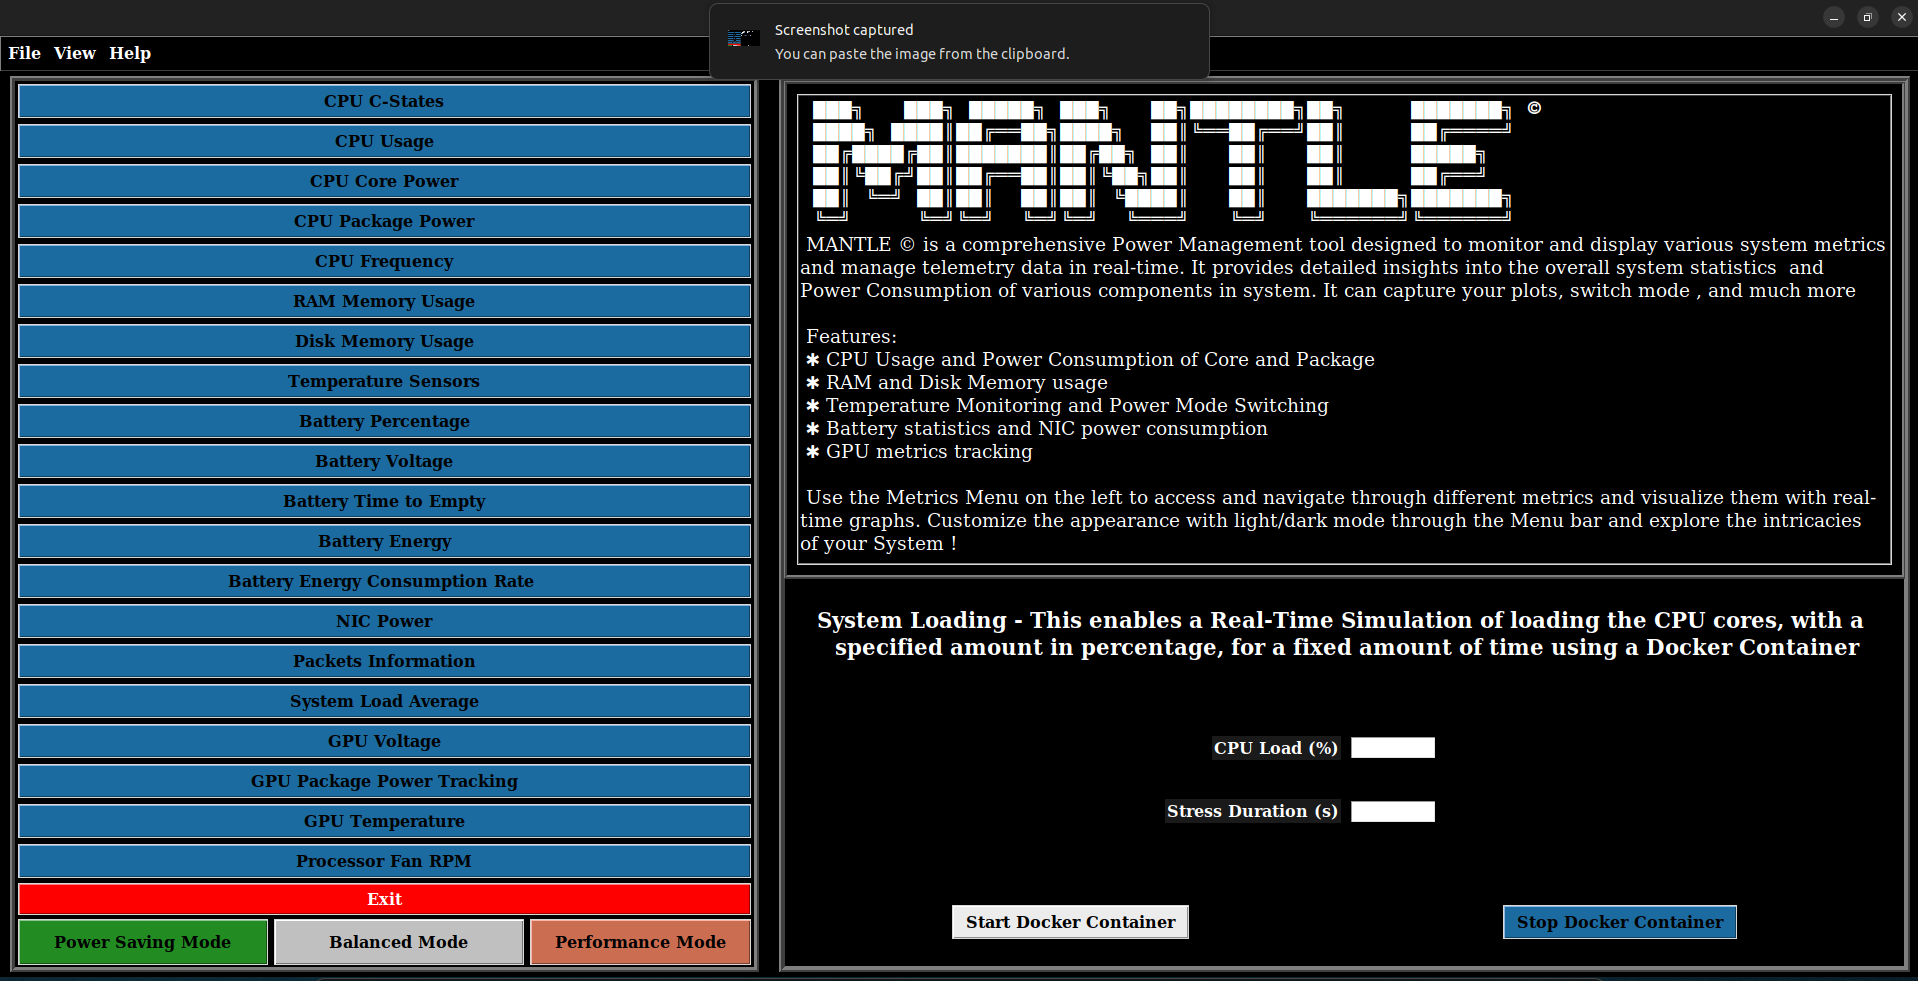 Screenshot captured
You can paste the image from the clipboard.
File View Help
CPU C-States
CPU Usage
CPU Core Power
CPU Package Power
CPU Frequency
RAM Memory Usage
Disk Memory Usage
Temperature Sensors
Battery Percentage
Battery Voltage
Battery Time to Empty
Battery Energy
Battery Energy Consumption Rate
NIC Power
Packets Information
System Load Average
GPU Voltage
GPU Package Power Tracking
GPU Temperature
Processor Fan RPM
Exit
Power Saving Mode Balanced Mode Performance Mode
MANTLE ©
MANTLE © is a comprehensive Power Management tool designed to monitor and display various system metrics
and manage telemetry data in real-time. It provides detailed insights into the overall system statistics  and
Power Consumption of various components in system. It can capture your plots, switch mode , and much more
Features:
✱ CPU Usage and Power Consumption of Core and Package
✱ RAM and Disk Memory usage
✱ Temperature Monitoring and Power Mode Switching
✱ Battery statistics and NIC power consumption
✱ GPU metrics tracking
Use the Metrics Menu on the left to access and navigate through different metrics and visualize them with real-
time graphs. Customize the appearance with light/dark mode through the Menu bar and explore the intricacies
of your System !
System Loading - This enables a Real-Time Simulation of loading the CPU cores, with a
specified amount in percentage, for a fixed amount of time using a Docker Container
CPU Load (%)
Stress Duration (s)
Start Docker Container Stop Docker Container